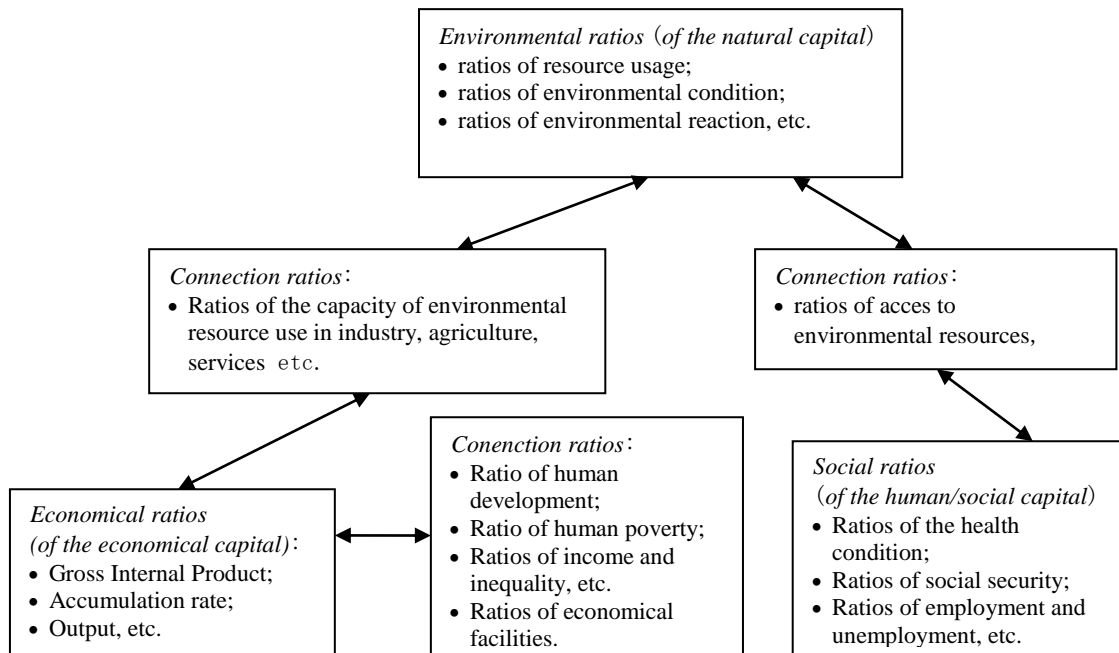 Environmental ratios (of the natural capital)
• ratios of resource usage;
• ratios of environmental condition;
• ratios of environmental reaction, etc.
Connection ratios:
• Ratios of the capacity of environmental
resource use in industry, agriculture,
services etc.
Connection ratios:
• ratios of acces to
environmental resources,
Economical ratios
(of the economical capital):
• Gross Internal Product;
• Accumulation rate;
• Output, etc.
Conenction ratios:
• Ratio of human
development;
• Ratio of human poverty;
• Ratios of income and
inequality, etc.
• Ratios of economical
facilities.
Social ratios
(of the human/social capital)
• Ratios of the health
condition;
• Ratios of social security;
• Ratios of employment and
unemployment, etc.